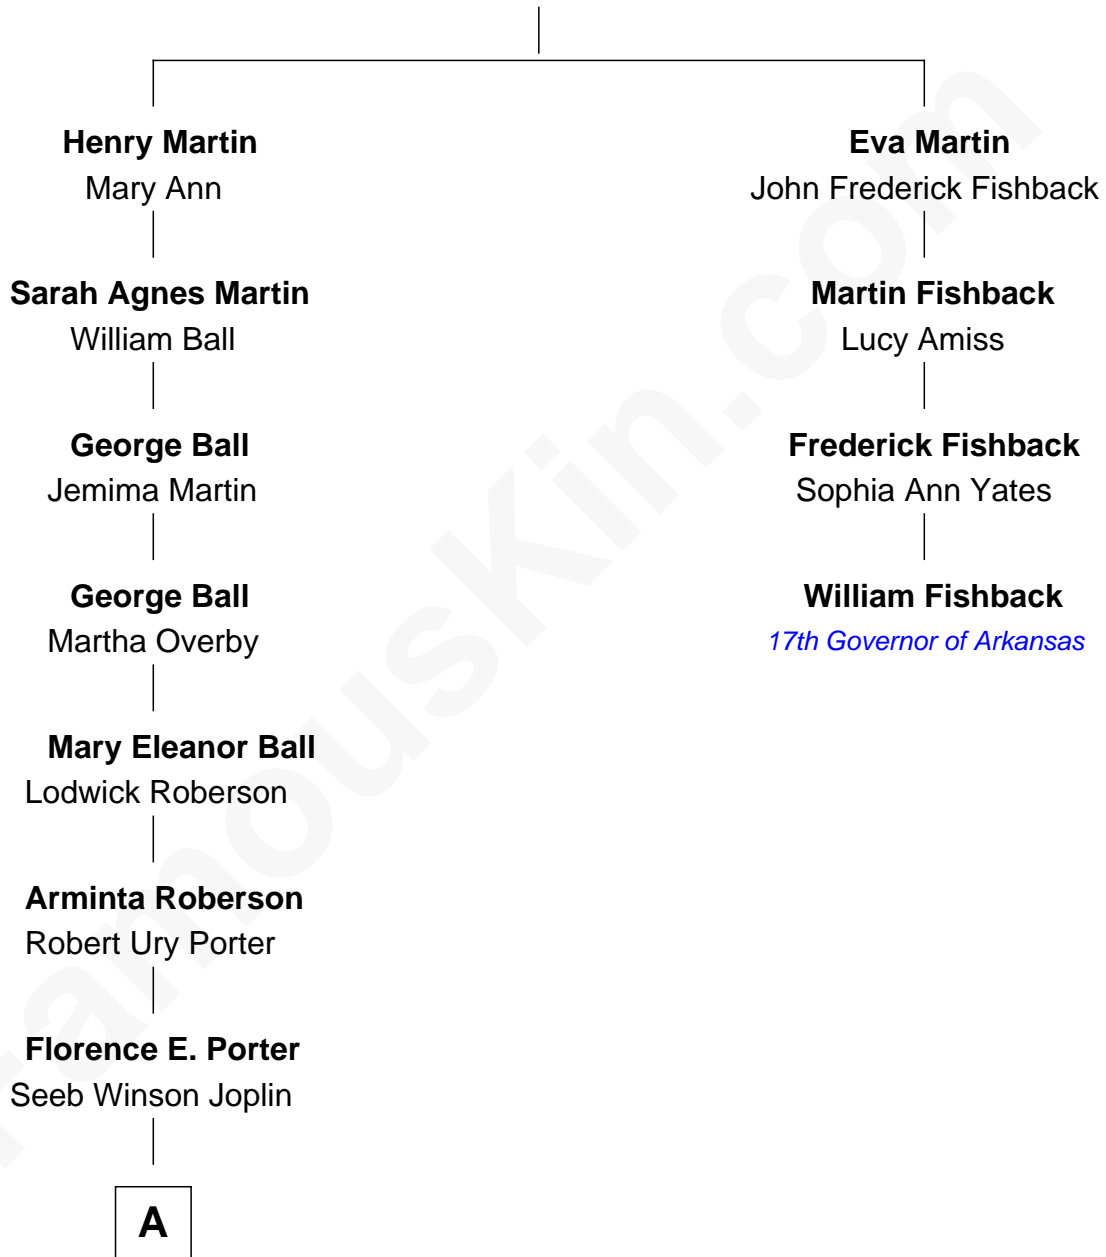 Henry Martin
Mary Ann
Eva Martin
John Frederick Fishback
Sarah Agnes Martin
William Ball
Martin Fishback
Lucy Amiss
George Ball
Jemima Martin
Frederick Fishback
Sophia Ann Yates
George Ball
Martha Overby
William Fishback
17th Governor of Arkansas
Mary Eleanor Ball
Lodwick Roberson
Arminta Roberson
Robert Ury Porter
Florence E. Porter
Seeb Winson Joplin
A
FamousKin.com